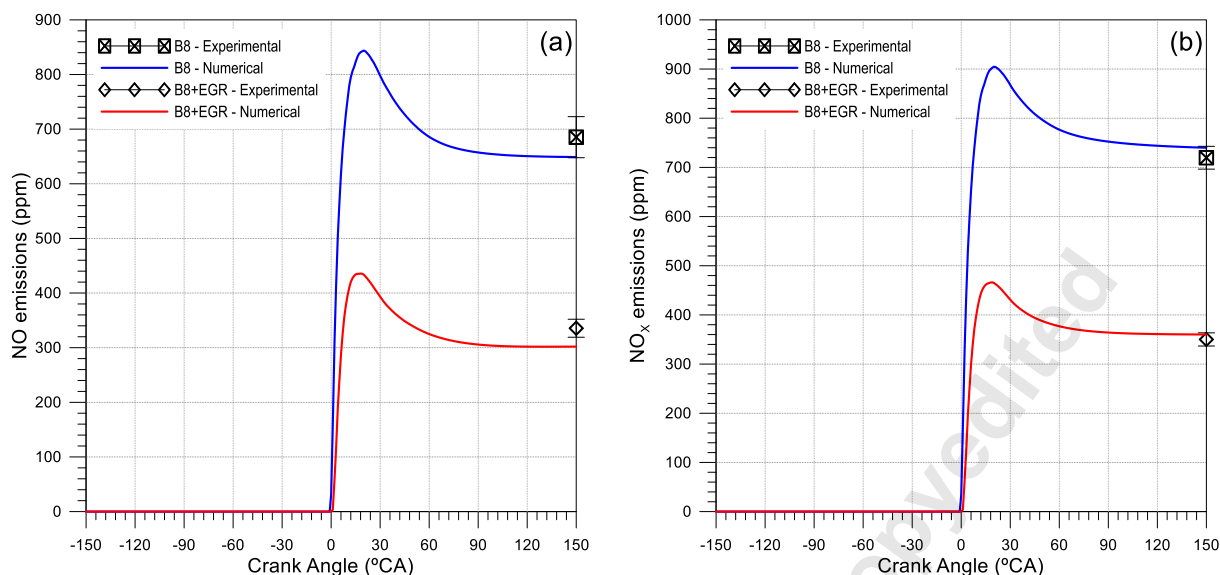 900
800
700
600
500
400
300
200
100
0
NO emissions (ppm)
(a)
B8 - Experimental
B8 - Numerical
B8+EGR - Experimental
B8+EGR - Numerical
-150 -120 -90 -60 -30 0 30 60 90 120 150
Crank Angle (ºCA)
1000
900
800
700
600
500
400
300
200
100
0
NOx emissions (ppm)
(b)
B8 - Experimental
B8 - Numerical
B8+EGR - Experimental
B8+EGR - Numerical
-150 -120 -90 -60 -30 0 30 60 90 120 150
Crank Angle (ºCA)
opyedited